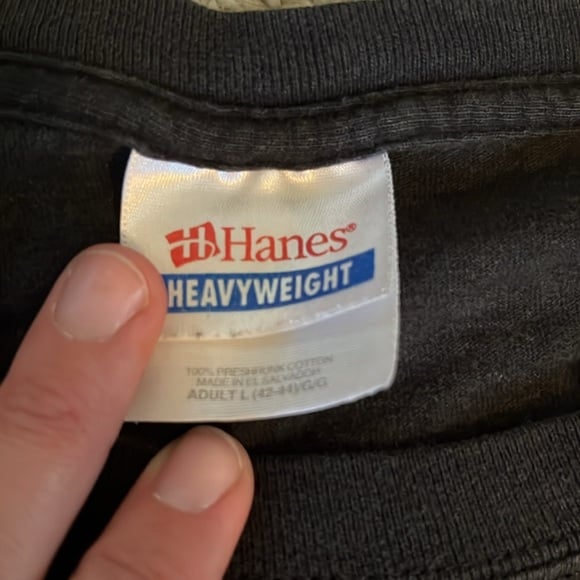 Hanes®
HEAVYWEIGHT
100% PRESHRUNK COTTON
MADE IN EL SALVADOR
ADULT L (42-44)/G/G